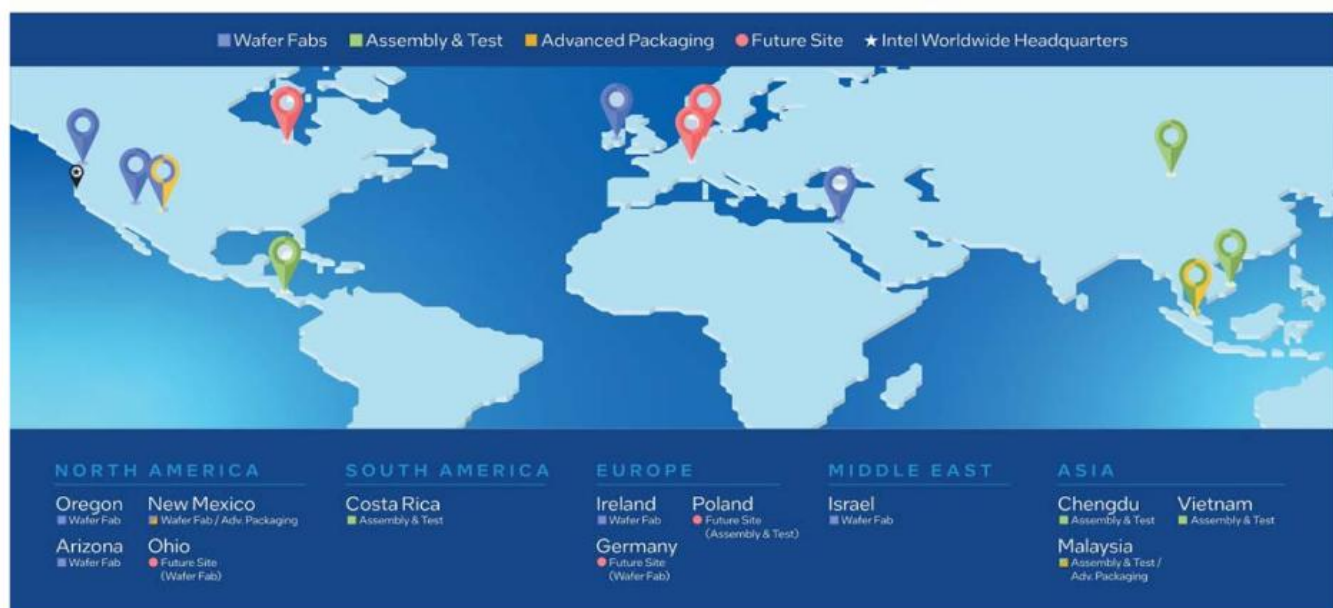 Wafer Fabs Assembly & Test Advanced Packaging Future Site Intel Worldwide Headquarters
NORTH AMERICA
Oregon
Wafer Fab
New Mexico
Wafer Fab / Adv. Packaging
Arizona
Wafer Fab
Ohio
Future Site
(Wafer Fab)
SOUTH AMERICA
Costa Rica
Assembly & Test
EUROPE
Ireland
Wafer Fab
Poland
Future Site
(Assembly & Test)
Germany
Future Site
(Wafer Fab)
MIDDLE EAST
Israel
Wafer Fab
ASIA
Chengdu
Assembly & Test
Vietnam
Assembly & Test
Malaysia
Assembly & Test /
Adv. Packaging